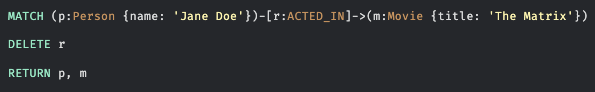 MATCH (p:Person {name: 'Jane Doe'})-[r:ACTED_IN]->(m:Movie {title: 'The Matrix'})
DELETE r
RETURN p, m